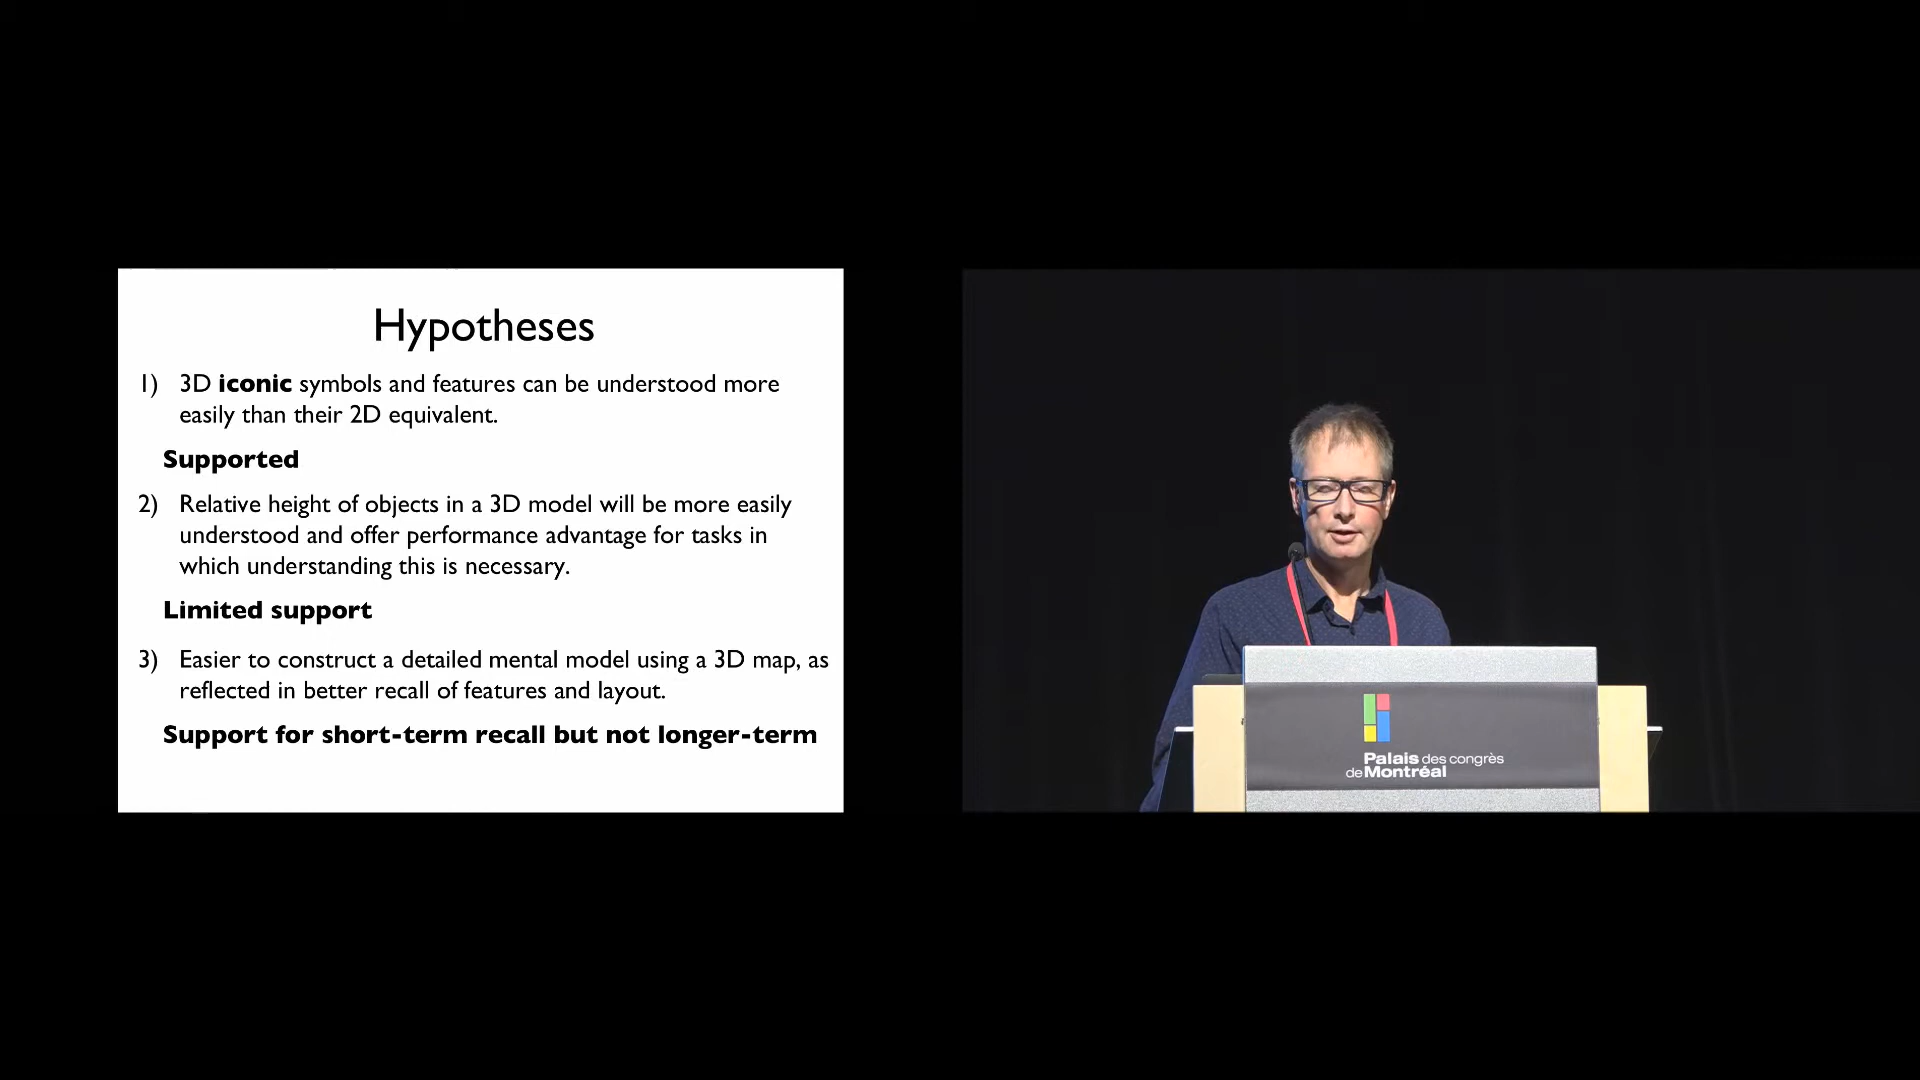 Hypotheses
1) 3D iconic symbols and features can be understood more
easily than their 2D equivalent.
Supported
2) Relative height of objects in a 3D model will be more easily
understood and offer performance advantage for tasks in
which understanding this is necessary.
Limited support
3) Easier to construct a detailed mental model using a 3D map, as
reflected in better recall of features and layout.
Support for short-term recall but not longer-term
Palais des congrès
de Montréal